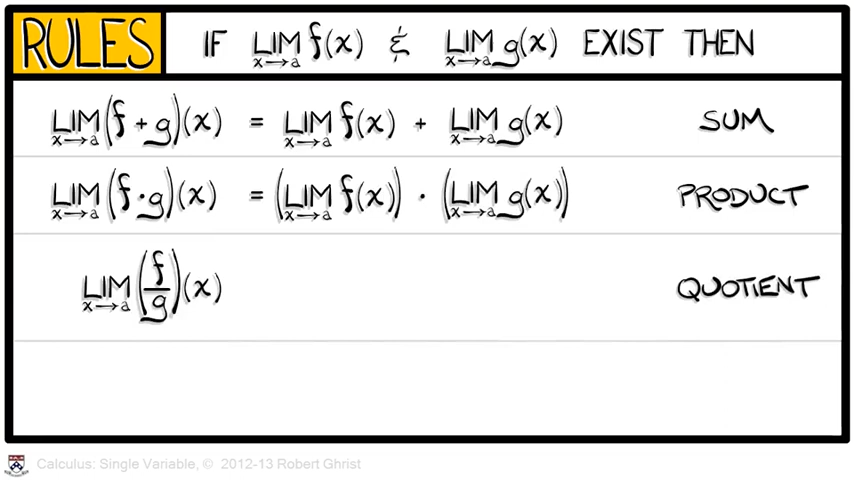 RULES IF LIM x→a f(x) & LIM x→a g(x) EXIST THEN
LIM x→a (f + g)(x) = LIM x→a f(x) + LIM x→a g(x) SUM
LIM x→a (f · g)(x) = (LIM x→a f(x)) · (LIM x→a g(x)) PRODUCT
LIM x→a (f/g)(x) QUOTIENT
Calculus: Single Variable, © 2012-13 Robert Ghrist